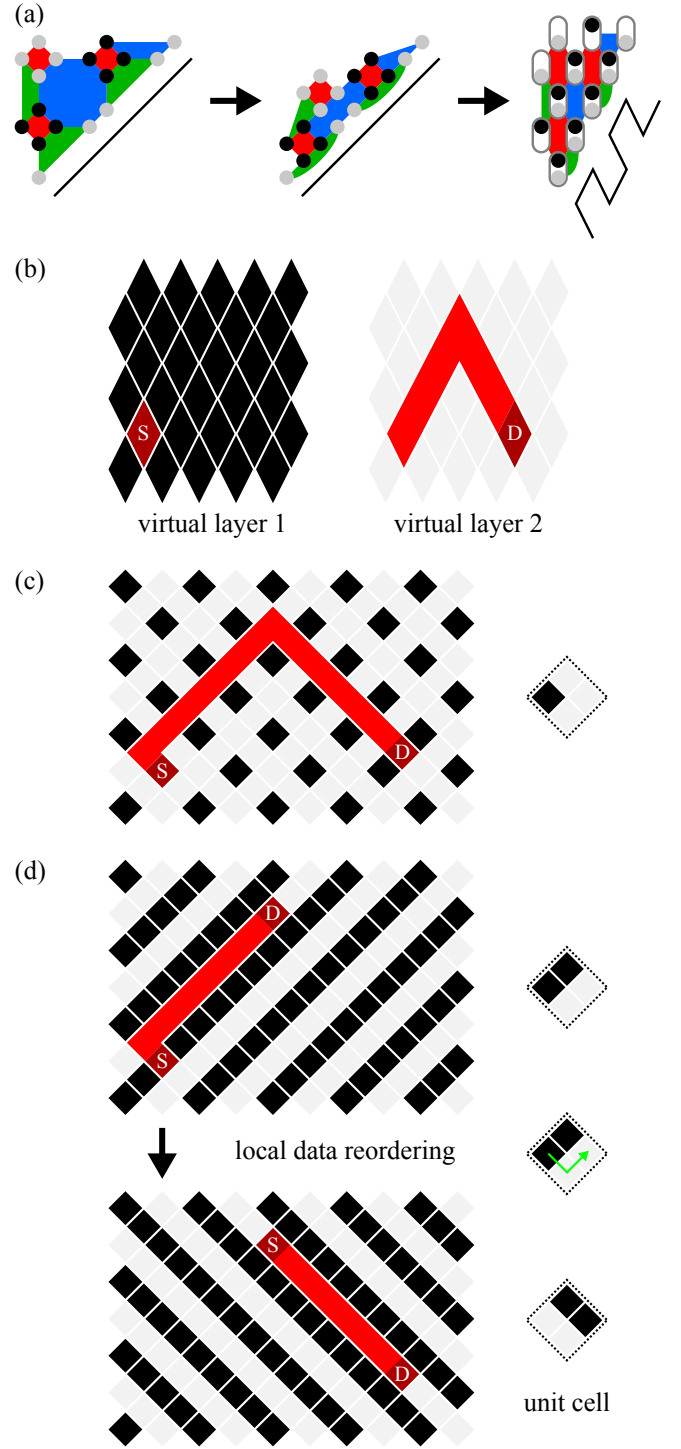 (a)
(b)
S
D
virtual layer 1
virtual layer 2
(c)
S
D
(d)
D
S
local data reordering
S
D
unit cell